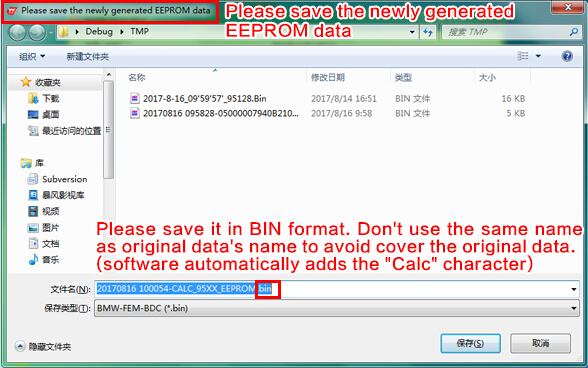 Please save the newly generated EEPROM data
Please save the newly generated
EEPROM data
Debug
TMP
搜索 TMP
组织
新建文件夹
收藏夹
下载
桌面
最近访问的位置
库
Subversion
暴风影视库
视频
图片
文档
音乐
名称 修改日期 类型 大小
2017-8-16_09'59'57'_95128.Bin 2017/8/14 16:51 BIN 文件 16 KB
20170816 095828-05000007940B210... 2017/8/16 9:58 BIN 文件 5 KB
Please save it in BIN format. Don't use the same name
as original data's name to avoid cover the original data.
(software automatically adds the "Calc" character)
文件名(N): 20170816 100054-CALC_95XX_EEPROM.bin
保存类型(T): BMW-FEM-BDC (*.bin)
隐藏文件夹
保存(S)
取消